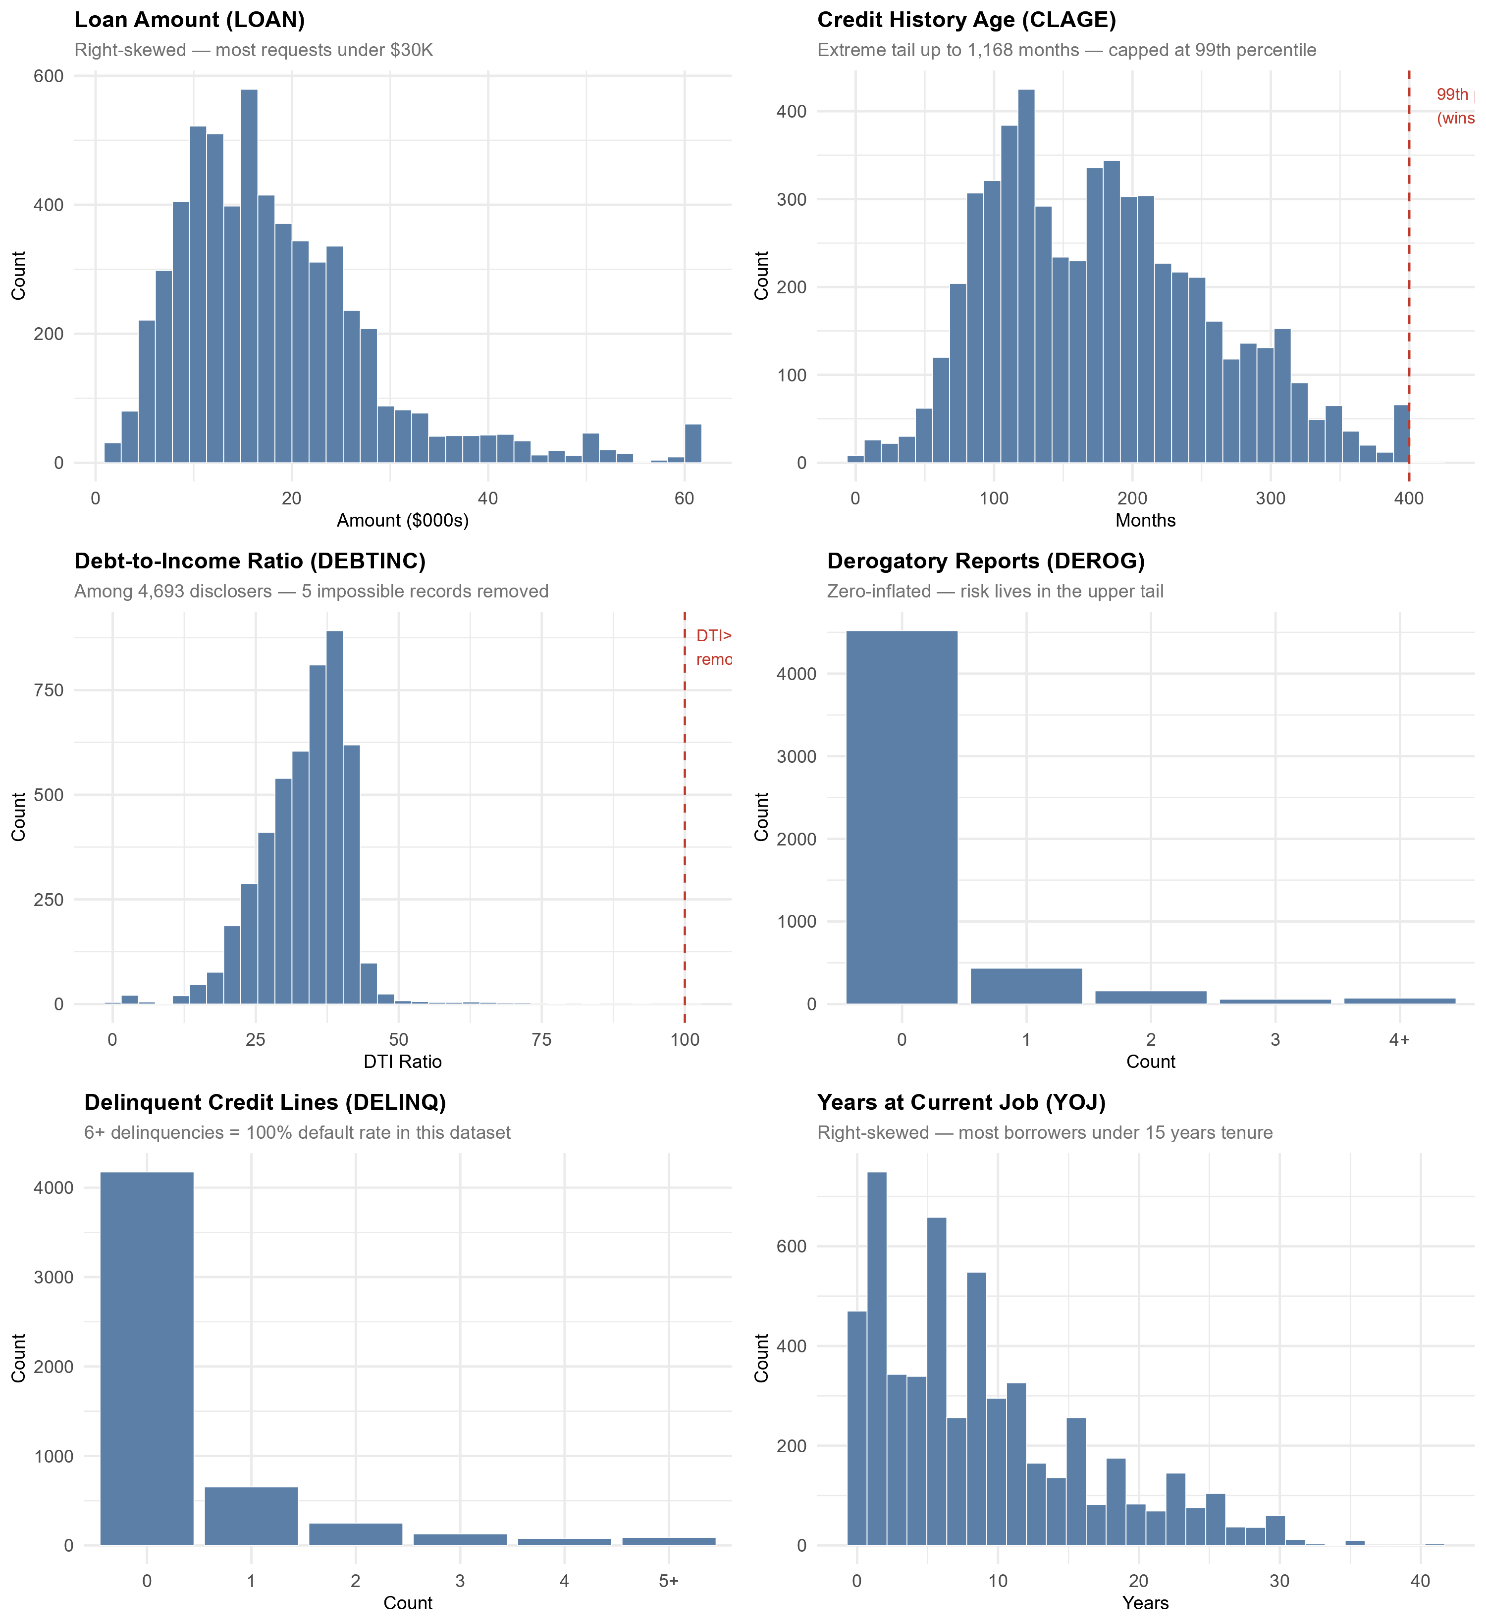 Loan Amount (LOAN)
Right-skewed — most requests under $30K
600
400
200
0
Count
0 20 40 60
Amount ($000s)
Credit History Age (CLAGE)
Extreme tail up to 1,168 months — capped at 99th percentile
99th
(wins
400
300
200
100
0
Count
0 100 200 300 400
Months
Debt-to-Income Ratio (DEBTINC)
Among 4,693 disclosers — 5 impossible records removed
DTI>
remo
750
500
250
0
Count
0 25 50 75 100
DTI Ratio
Derogatory Reports (DEROG)
Zero-inflated — risk lives in the upper tail
4000
3000
2000
1000
0
Count
0 1 2 3 4+
Count
Delinquent Credit Lines (DELINQ)
6+ delinquencies = 100% default rate in this dataset
4000
3000
2000
1000
0
Count
0 1 2 3 4 5+
Count
Years at Current Job (YOJ)
Right-skewed — most borrowers under 15 years tenure
600
400
200
0
Count
0 10 20 30 40
Years